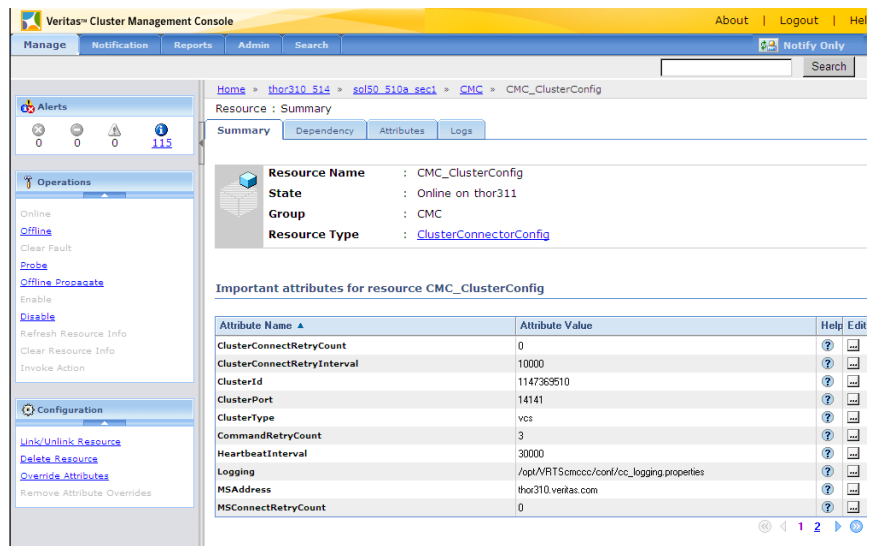 Veritas™ Cluster Management Console
About | Logout | Hel
Manage Notification Reports Admin Search
Notify Only
Search
Home » thor310_514 » sol50_510a_sec1 » CMC » CMC_ClusterConfig
Resource : Summary
Summary Dependency Attributes Logs
Alerts
0 0 0 115
Operations
Online
Offline
Clear Fault
Probe
Offline Propagate
Enable
Disable
Refresh Resource Info
Clear Resource Info
Invoke Action
Configuration
Link/Unlink Resource
Delete Resource
Override Attributes
Remove Attribute Overrides
Resource Name : CMC_ClusterConfig
State : Online on thor311
Group : CMC
Resource Type : ClusterConnectorConfig
Important attributes for resource CMC_ClusterConfig
Attribute Name ▲ Attribute Value Help Edit
ClusterConnectRetryCount 0 ? ...
ClusterConnectRetryInterval 10000 ? ...
ClusterId 1147369510 ? ...
ClusterPort 14141 ? ...
ClusterType vcs ? ...
CommandRetryCount 3 ? ...
HeartbeatInterval 30000 ? ...
Logging /opt/VRTScmccc/conf/cc_logging.properties ? ...
MSAddress thor310.veritas.com ? ...
MSConnectRetryCount 0 ? ...
1 2